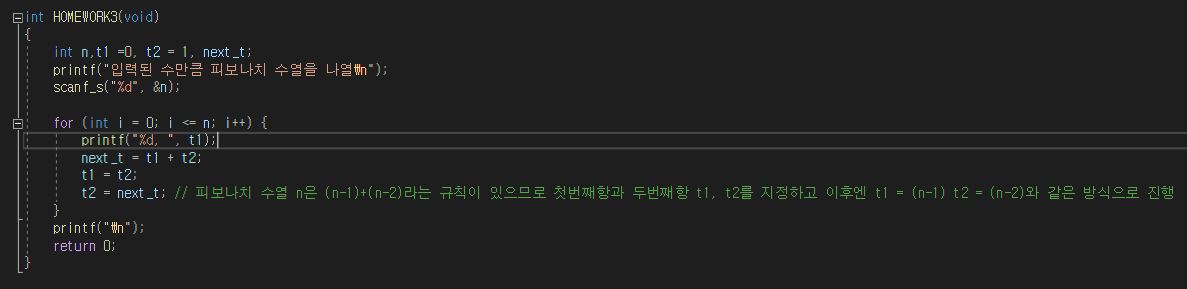 int HOMEWORK3(void)
{
int n,t1 =0, t2 = 1, next_t;
printf("입력된 수만큼 피보나치 수열을 나열₩n");
scanf_s("%d", &n);
for (int i = 0; i <= n; i++) {
printf("%d, ", t1);
next_t = t1 + t2;
t1 = t2;
t2 = next_t; // 피보나치 수열 n은 (n-1)+(n-2)라는 규칙이 있으므로 첫번째항과 두번째항 t1, t2를 지정하고 이후엔 t1 = (n-1) t2 = (n-2)와 같은 방식으로 진행
}
printf("₩n");
return 0;
}